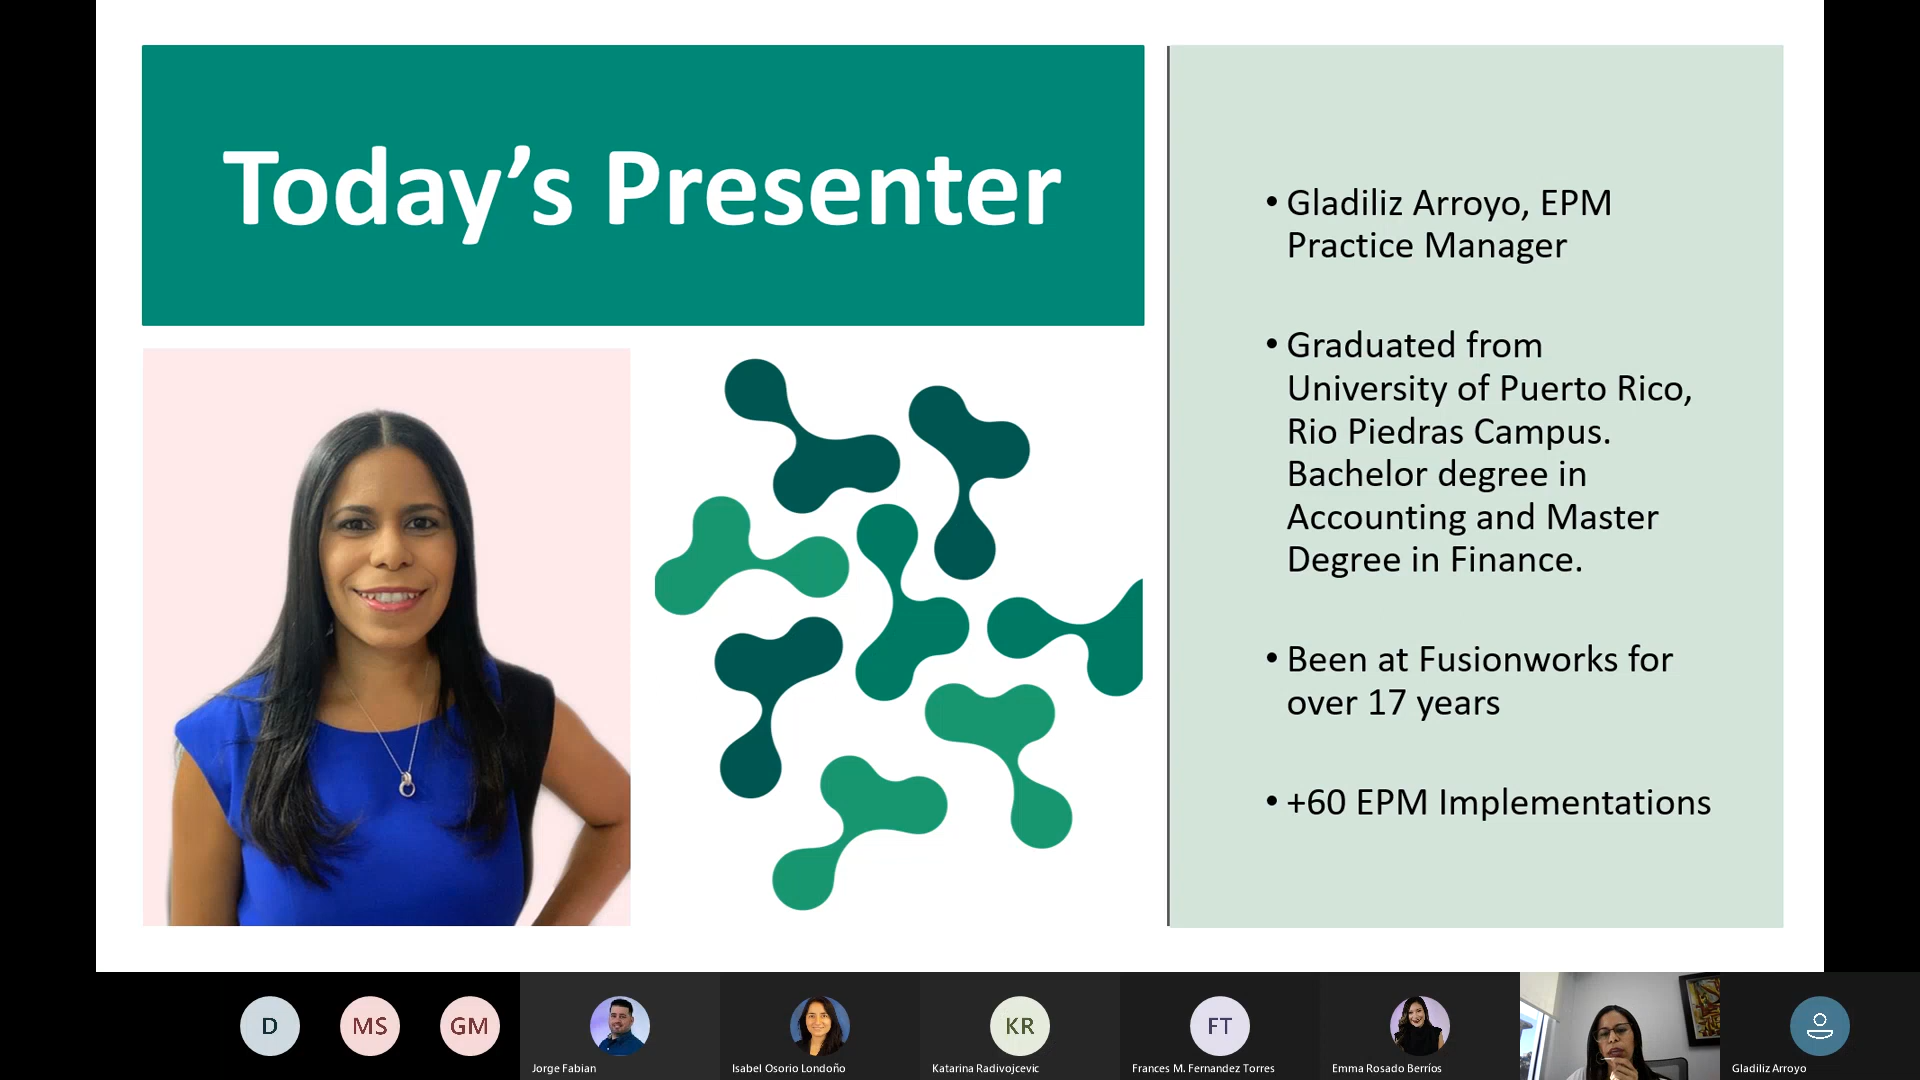 Today’s Presenter
• Gladiliz Arroyo, EPM
Practice Manager
• Graduated from
University of Puerto Rico,
Rio Piedras Campus.
Bachelor degree in
Accounting and Master
Degree in Finance.
• Been at Fusionworks for
over 17 years
• +60 EPM Implementations
D
MS
GM
Jorge Fabian
Isabel Osorio Londoño
KR
Katarina Radivojcevic
FT
Frances M. Fernandez Torres
Emma Rosado Berríos
Gladiliz Arroyo